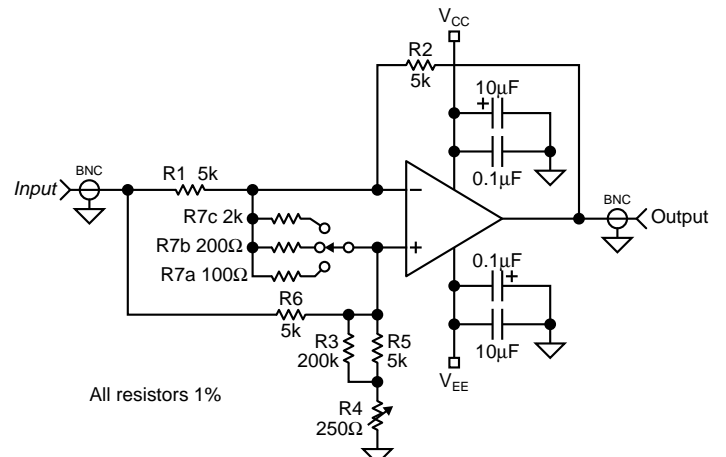 V_CC
R2
5k
10µF
+
0.1µF
BNC
Input
R1 5k
R7c 2k
R7b 200Ω
R7a 100Ω
−
+
BNC
Output
R6
5k
R3
200k
R5
5k
0.1µF
+
10µF
V_EE
All resistors 1%
R4
250Ω